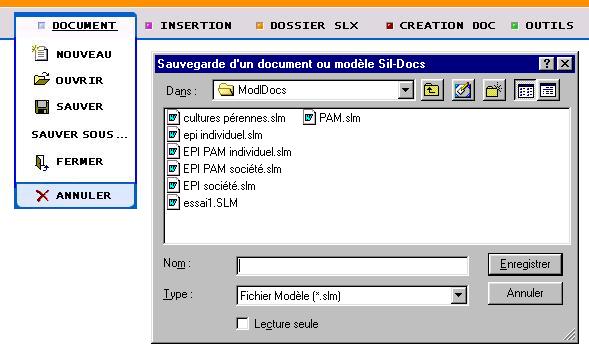 DOCUMENT INSERTION DOSSIER SLX CREATION DOC OUTILS
NOUVEAU
OUVRIR
SAUVER
SAUVER SOUS ...
FERMER
ANNULER
Sauvegarde d'un document ou modèle Sil-Docs
Dans : ModlDocs
cultures pérennes.slm PAM.slm
epi individuel.slm
EPI PAM individuel.slm
EPI PAM société.slm
EPI société.slm
essai1.SLM
Nom : Enregistrer
Type : Fichier Modèle (*.slm) Annuler
Lecture seule